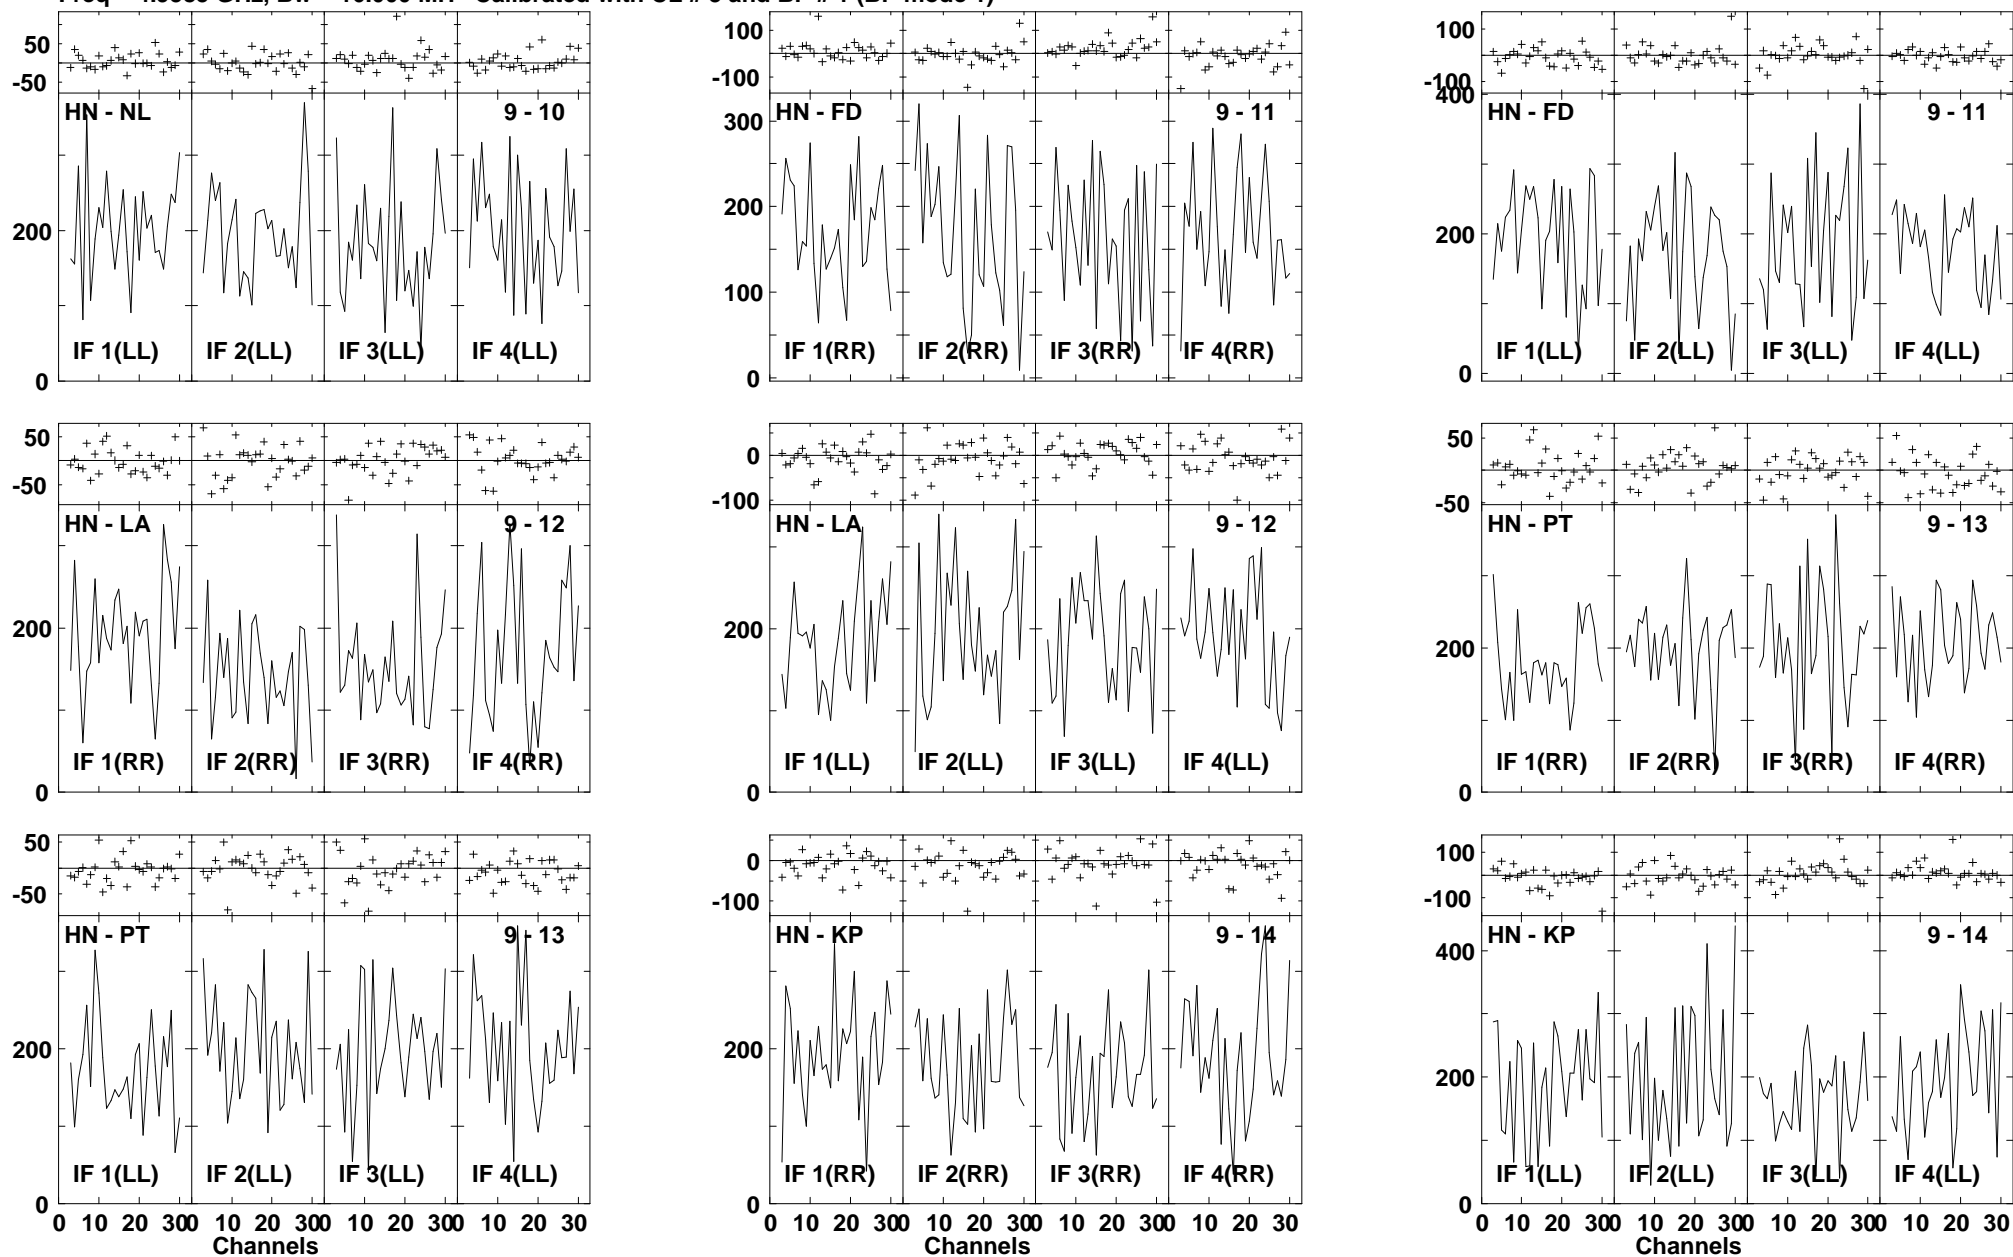 50
-50
HN - NL 9 - 10
200
0
IF 1(LL) IF 2(LL) IF 3(LL) IF 4(LL)
100
0
-100
HN - FD 9 - 11
300
200
100
0
IF 1(RR) IF 2(RR) IF 3(RR) IF 4(RR)
100
-100
HN - FD 9 - 11
400
200
0
IF 1(LL) IF 2(LL) IF 3(LL) IF 4(LL)
50
-50
HN - LA 9 - 12
200
0
IF 1(RR) IF 2(RR) IF 3(RR) IF 4(RR)
0
-100
HN - LA 9 - 12
200
0
IF 1(LL) IF 2(LL) IF 3(LL) IF 4(LL)
50
-50
HN - PT 9 - 13
200
0
IF 1(RR) IF 2(RR) IF 3(RR) IF 4(RR)
50
-50
HN - PT 9 - 13
200
0
IF 1(LL) IF 2(LL) IF 3(LL) IF 4(LL)
0 10 20 30 0 10 20 30 0 10 20 30 0 10 20 30
Channels
0
-100
HN - KP 9 - 14
200
0
IF 1(RR) IF 2(RR) IF 3(RR) IF 4(RR)
0 10 20 30 0 10 20 30 0 10 20 30 0 10 20 30
Channels
100
-100
HN - KP 9 - 14
400
200
0
IF 1(LL) IF 2(LL) IF 3(LL) IF 4(LL)
0 10 20 30 0 10 20 30 0 10 20 30 0 10 20 30
Channels